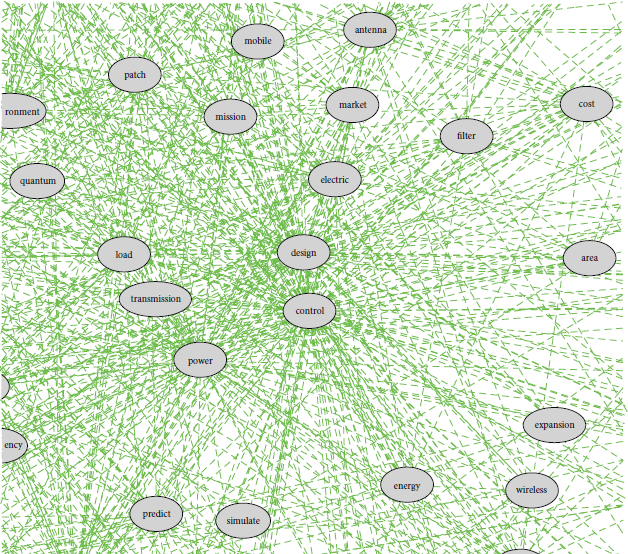 antenna
mobile
patch
ronment
mission
market
cost
filter
quantum
electric
load
design
area
transmission
control
power
expansion
ency
energy
wireless
predict
simulate